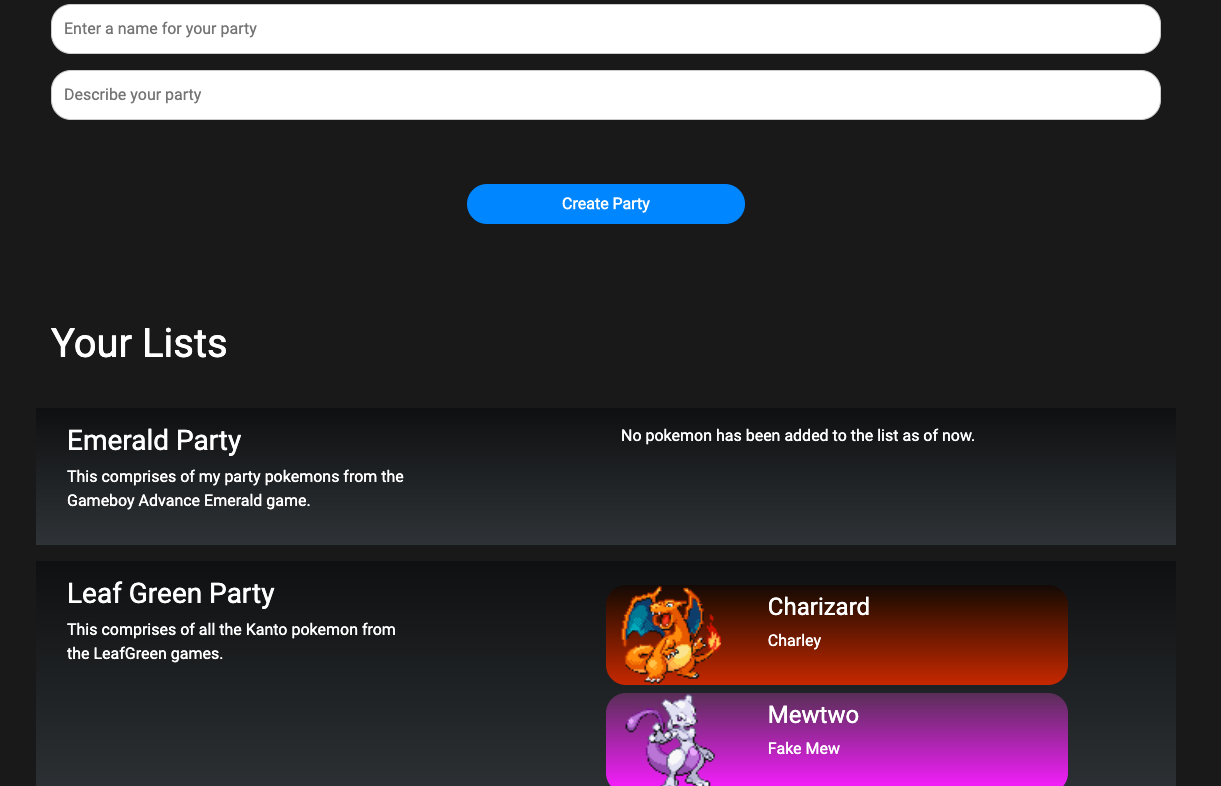 Enter a name for your party
Describe your party
Create Party
Your Lists
Emerald Party
This comprises of my party pokemons from the
Gameboy Advance Emerald game.
No pokemon has been added to the list as of now.
Leaf Green Party
This comprises of all the Kanto pokemon from
the LeafGreen games.
Charizard
Charley
Mewtwo
Fake Mew